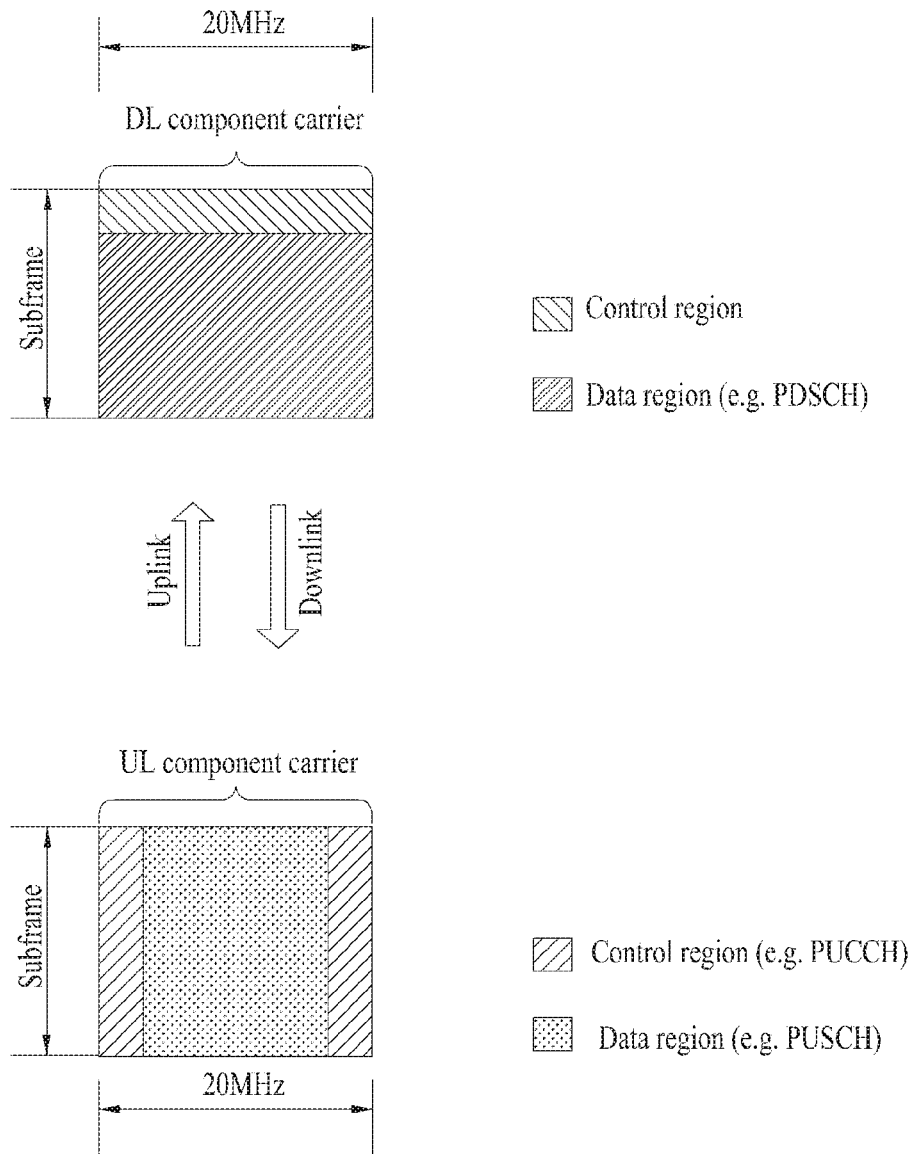 20MHz
DL component carrier
Subframe
Control region
Data region (e.g. PDSCH)
Uplink
Downlink
UL component carrier
Subframe
Control region (e.g. PUCCH)
Data region (e.g. PUSCH)
20MHz